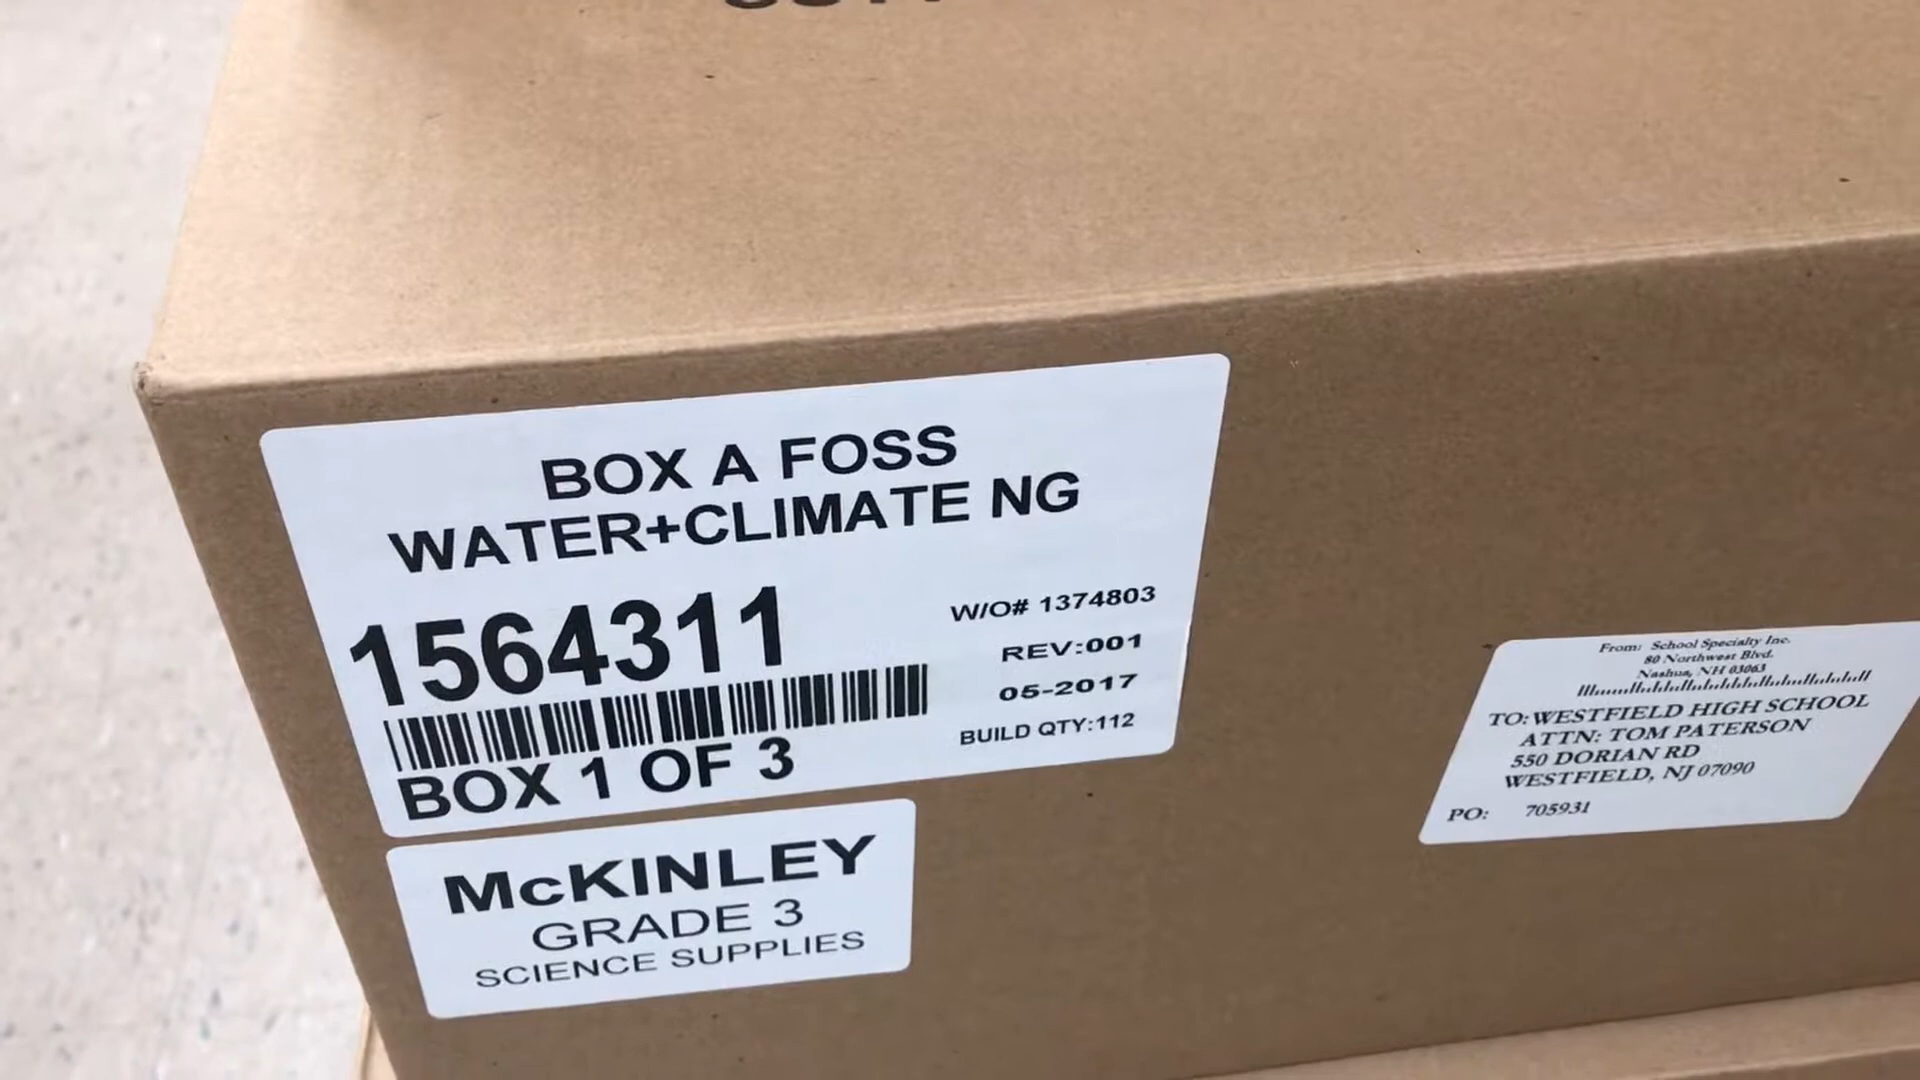 BOX A FOSS
WATER+CLIMATE NG
1564311
W/O# 1374803
REV:001
05-2017
BUILD QTY:112
BOX 1 OF 3
McKINLEY
GRADE 3
SCIENCE SUPPLIES
From: School Specialty Inc.
80 Northwest Blvd.
Nashua, NH 03063
TO: WESTFIELD HIGH SCHOOL
ATTN: TOM PATERSON
550 DORIAN RD
WESTFIELD, NJ 07090
PO: 705931